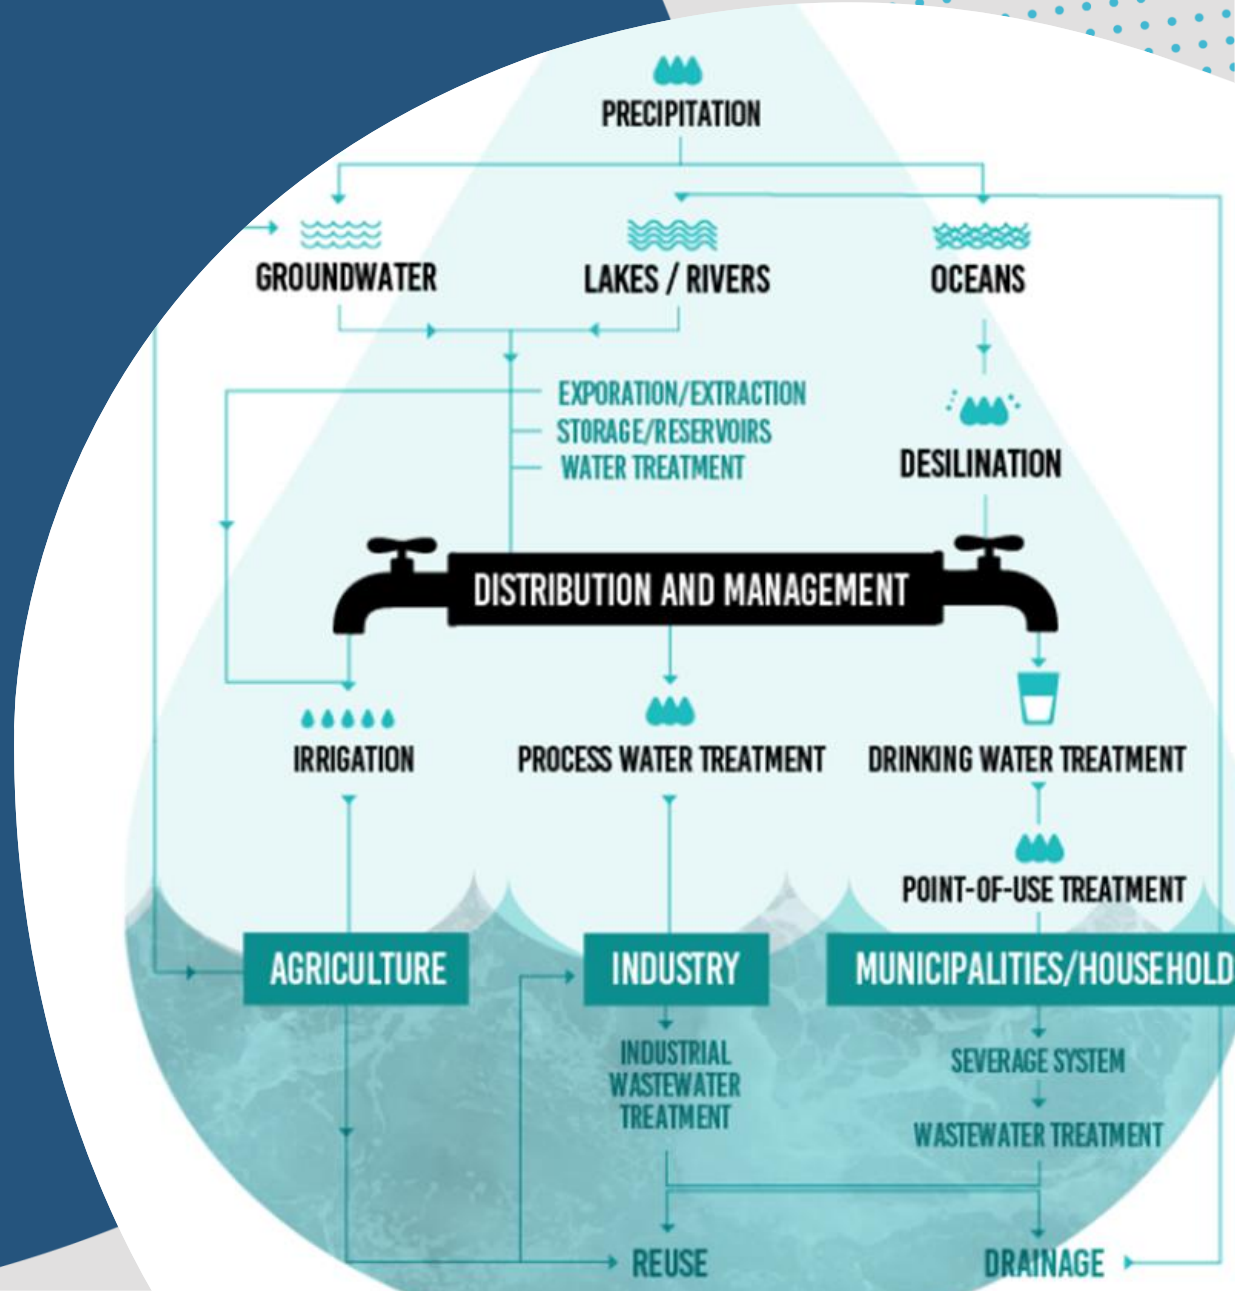 PRECIPITATION
GROUNDWATER
LAKES / RIVERS
OCEANS
EXPORATION/EXTRACTION
STORAGE/RESERVOIRS
WATER TREATMENT
DESILINATION
DISTRIBUTION AND MANAGEMENT
IRRIGATION
PROCESS WATER TREATMENT
DRINKING WATER TREATMENT
POINT-OF-USE TREATMENT
AGRICULTURE
INDUSTRY
MUNICIPALITIES/HOUSEHOLD
INDUSTRIAL
WASTEWATER
TREATMENT
SEVERAGE SYSTEM
WASTEWATER TREATMENT
REUSE
DRAINAGE